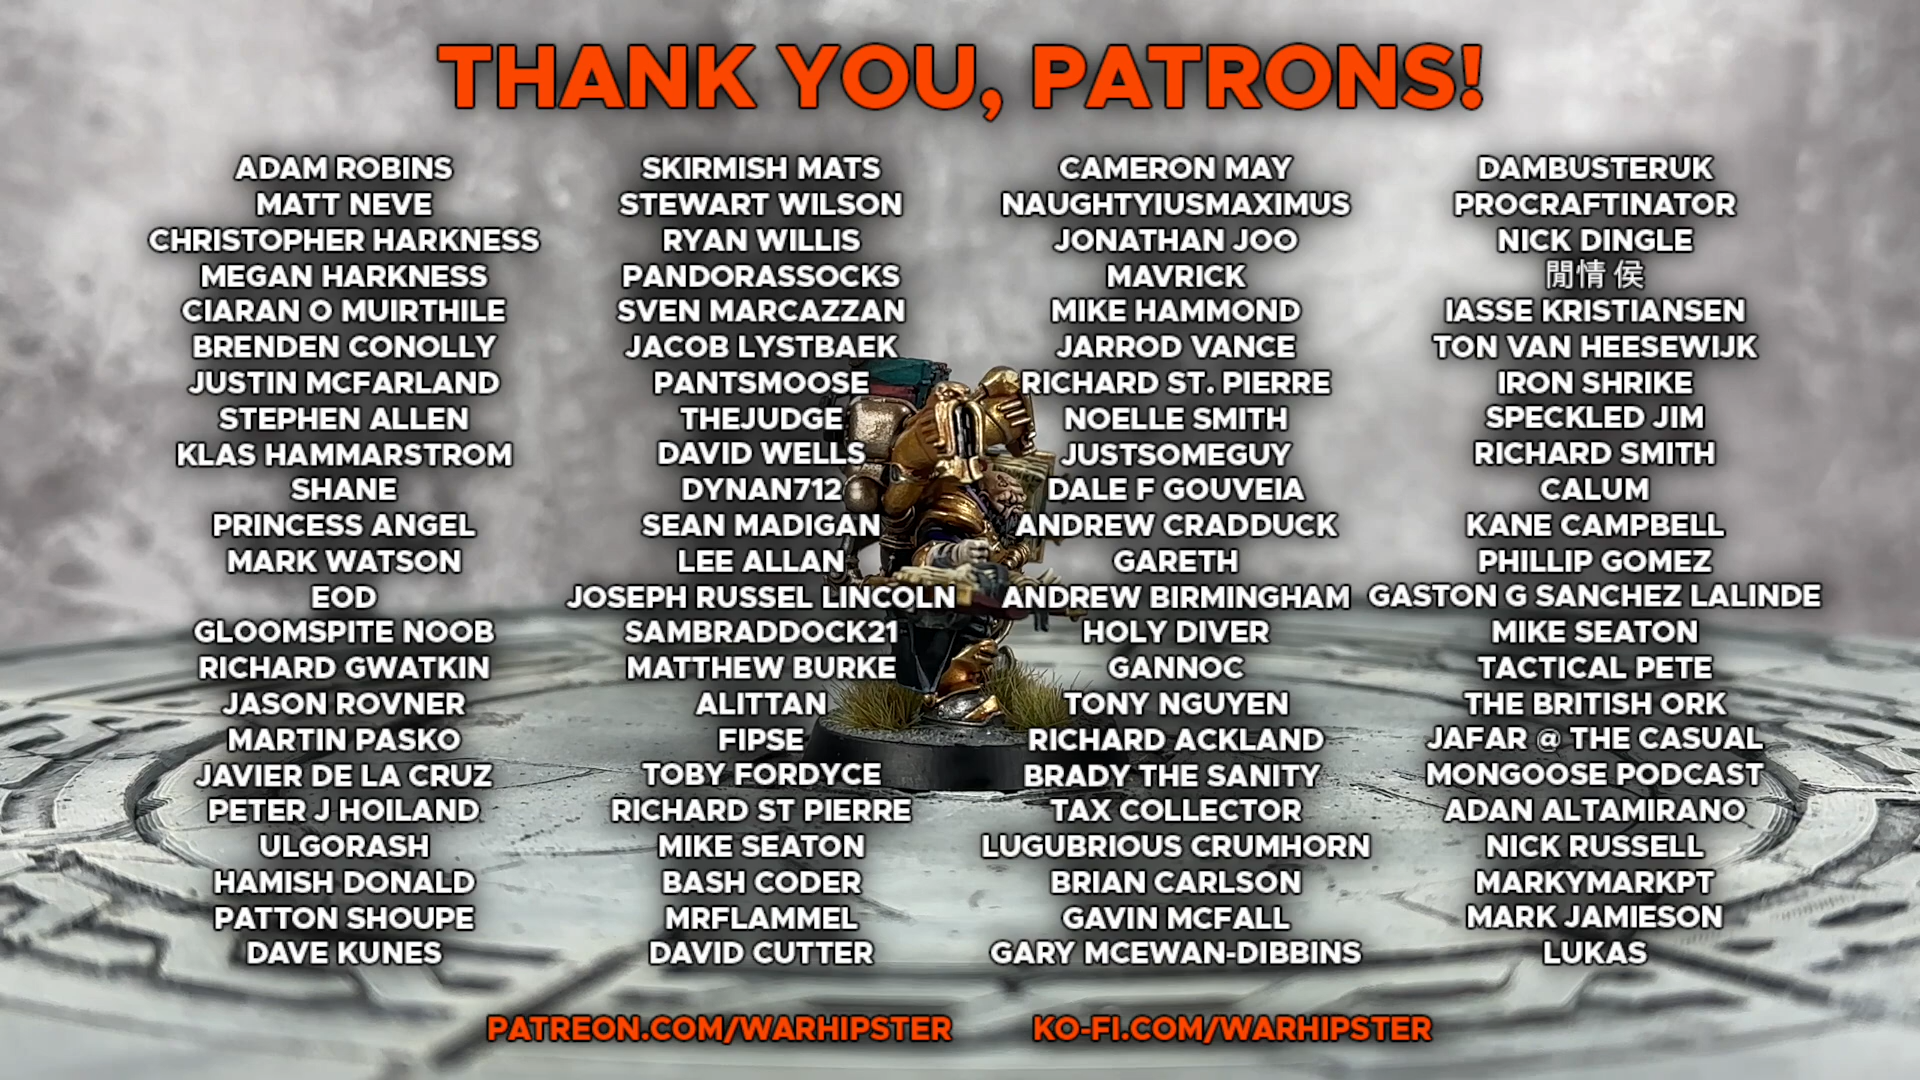 THANK YOU, PATRONS!
ADAM ROBINS
MATT NEVE
CHRISTOPHER HARKNESS
MEGAN HARKNESS
CIARAN O MUIRTHILE
BRENDEN CONOLLY
JUSTIN MCFARLAND
STEPHEN ALLEN
KLAS HAMMARSTROM
SHANE
PRINCESS ANGEL
MARK WATSON
EOD
GLOOMSPITE NOOB
RICHARD GWATKIN
JASON ROVNER
MARTIN PASKO
JAVIER DE LA CRUZ
PETER J HOILAND
ULGORASH
HAMISH DONALD
PATTON SHOUPE
DAVE KUNES
SKIRMISH MATS
STEWART WILSON
RYAN WILLIS
PANDORASSOCKS
SVEN MARCAZZAN
JACOB LYSTBAEK
PANTSMOOSE
THEJUDGE
DAVID WELLS
DYNAN712
SEAN MADIGAN
LEE ALLAN
JOSEPH RUSSEL LINCOLN
SAMBRADDOCK21
MATTHEW BURKE
ALITTAN
FIPSE
TOBY FORDYCE
RICHARD ST PIERRE
MIKE SEATON
BASH CODER
MRFLAMMEL
DAVID CUTTER
CAMERON MAY
NAUGHTYIUSMAXIMUS
JONATHAN JOO
MAVRICK
MIKE HAMMOND
JARROD VANCE
RICHARD ST. PIERRE
NOELLE SMITH
JUSTSOMEGUY
DALE F GOUVEIA
ANDREW CRADDUCK
GARETH
ANDREW BIRMINGHAM
HOLY DIVER
GANNOC
TONY NGUYEN
RICHARD ACKLAND
BRADY THE SANITY
TAX COLLECTOR
LUGUBRIOUS CRUMHORN
BRIAN CARLSON
GAVIN MCFALL
GARY MCEWAN-DIBBINS
DAMBUSTERUK
PROCRAFTINATOR
NICK DINGLE
閒情 侯
IASSE KRISTIANSEN
TON VAN HEESEWIJK
IRON SHRIKE
SPECKLED JIM
RICHARD SMITH
CALUM
KANE CAMPBELL
PHILLIP GOMEZ
GASTON G SANCHEZ LALINDE
MIKE SEATON
TACTICAL PETE
THE BRITISH ORK
JAFAR @ THE CASUAL
MONGOOSE PODCAST
ADAN ALTAMIRANO
NICK RUSSELL
MARKYMARKPT
MARK JAMIESON
LUKAS
PATREON.COM/WARHIPSTER
KO-FI.COM/WARHIPSTER